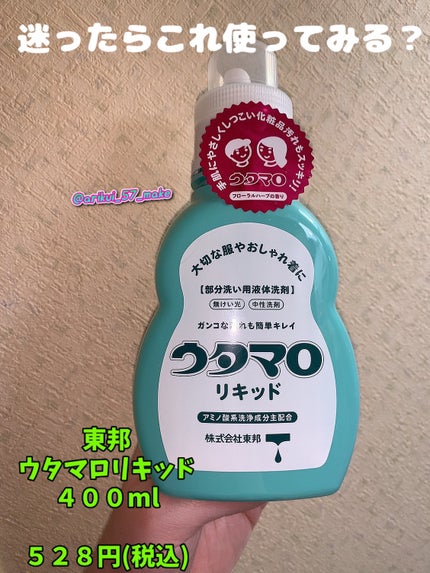 迷ったらこれ使ってみる？
手肌にやさしくしつこい化粧品汚れもスッキリ!
ウタマロ
フローラルハーブの香り
@arikui_57_make
大切な服やおしゃれ着に
【部分洗い用液体洗剤】
無けい光 中性洗剤
ガンコな汚れも簡単キレイ
ウタマロ
リキッド
アミノ酸系洗浄成分主配合
株式会社東邦
東邦
ウタマロリキッド
４００ml
５２８円(税込)